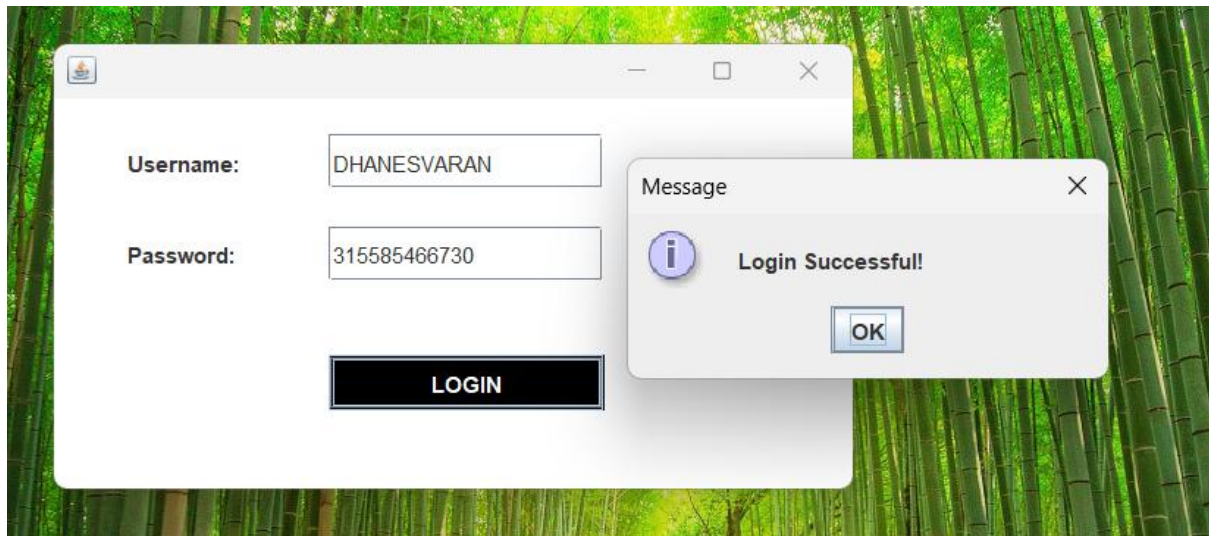 Username:
DHANESVARAN
Password:
315585466730
LOGIN
Message
Login Successful!
OK